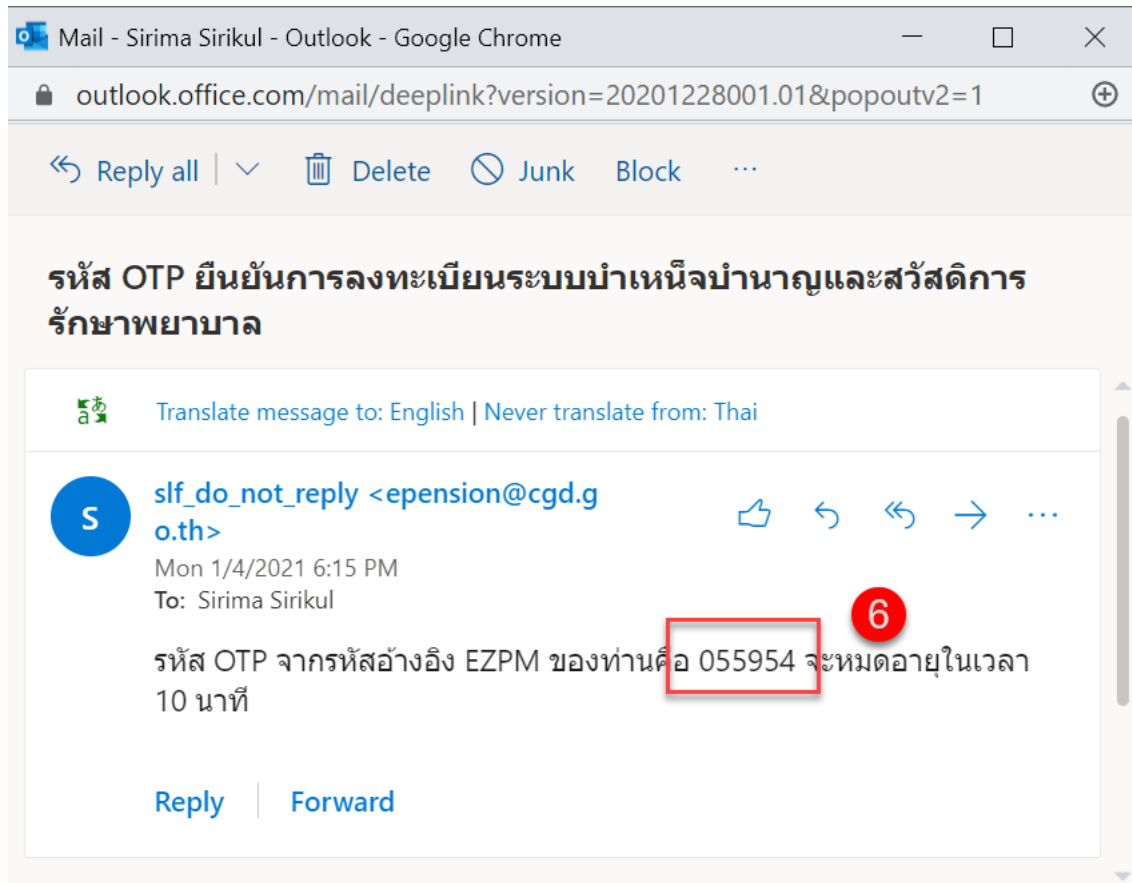 Mail - Sirima Sirikul - Outlook - Google Chrome
outlook.office.com/mail/deeplink?version=20201228001.01&popoutv2=1
Reply all Delete Junk Block ...
รหัส OTP ยืนยันการลงทะเบียนระบบบำเหน็จบำนาญและสวัสดิการ
รักษาพยาบาล
Translate message to: English | Never translate from: Thai
S
slf_do_not_reply <epension@cgd.g
o.th>
Mon 1/4/2021 6:15 PM
To: Sirima Sirikul
6
รหัส OTP จากรหัสอ้างอิง EZPM ของท่านคือ 055954 จะหมดอายุในเวลา
10 นาที
Reply Forward